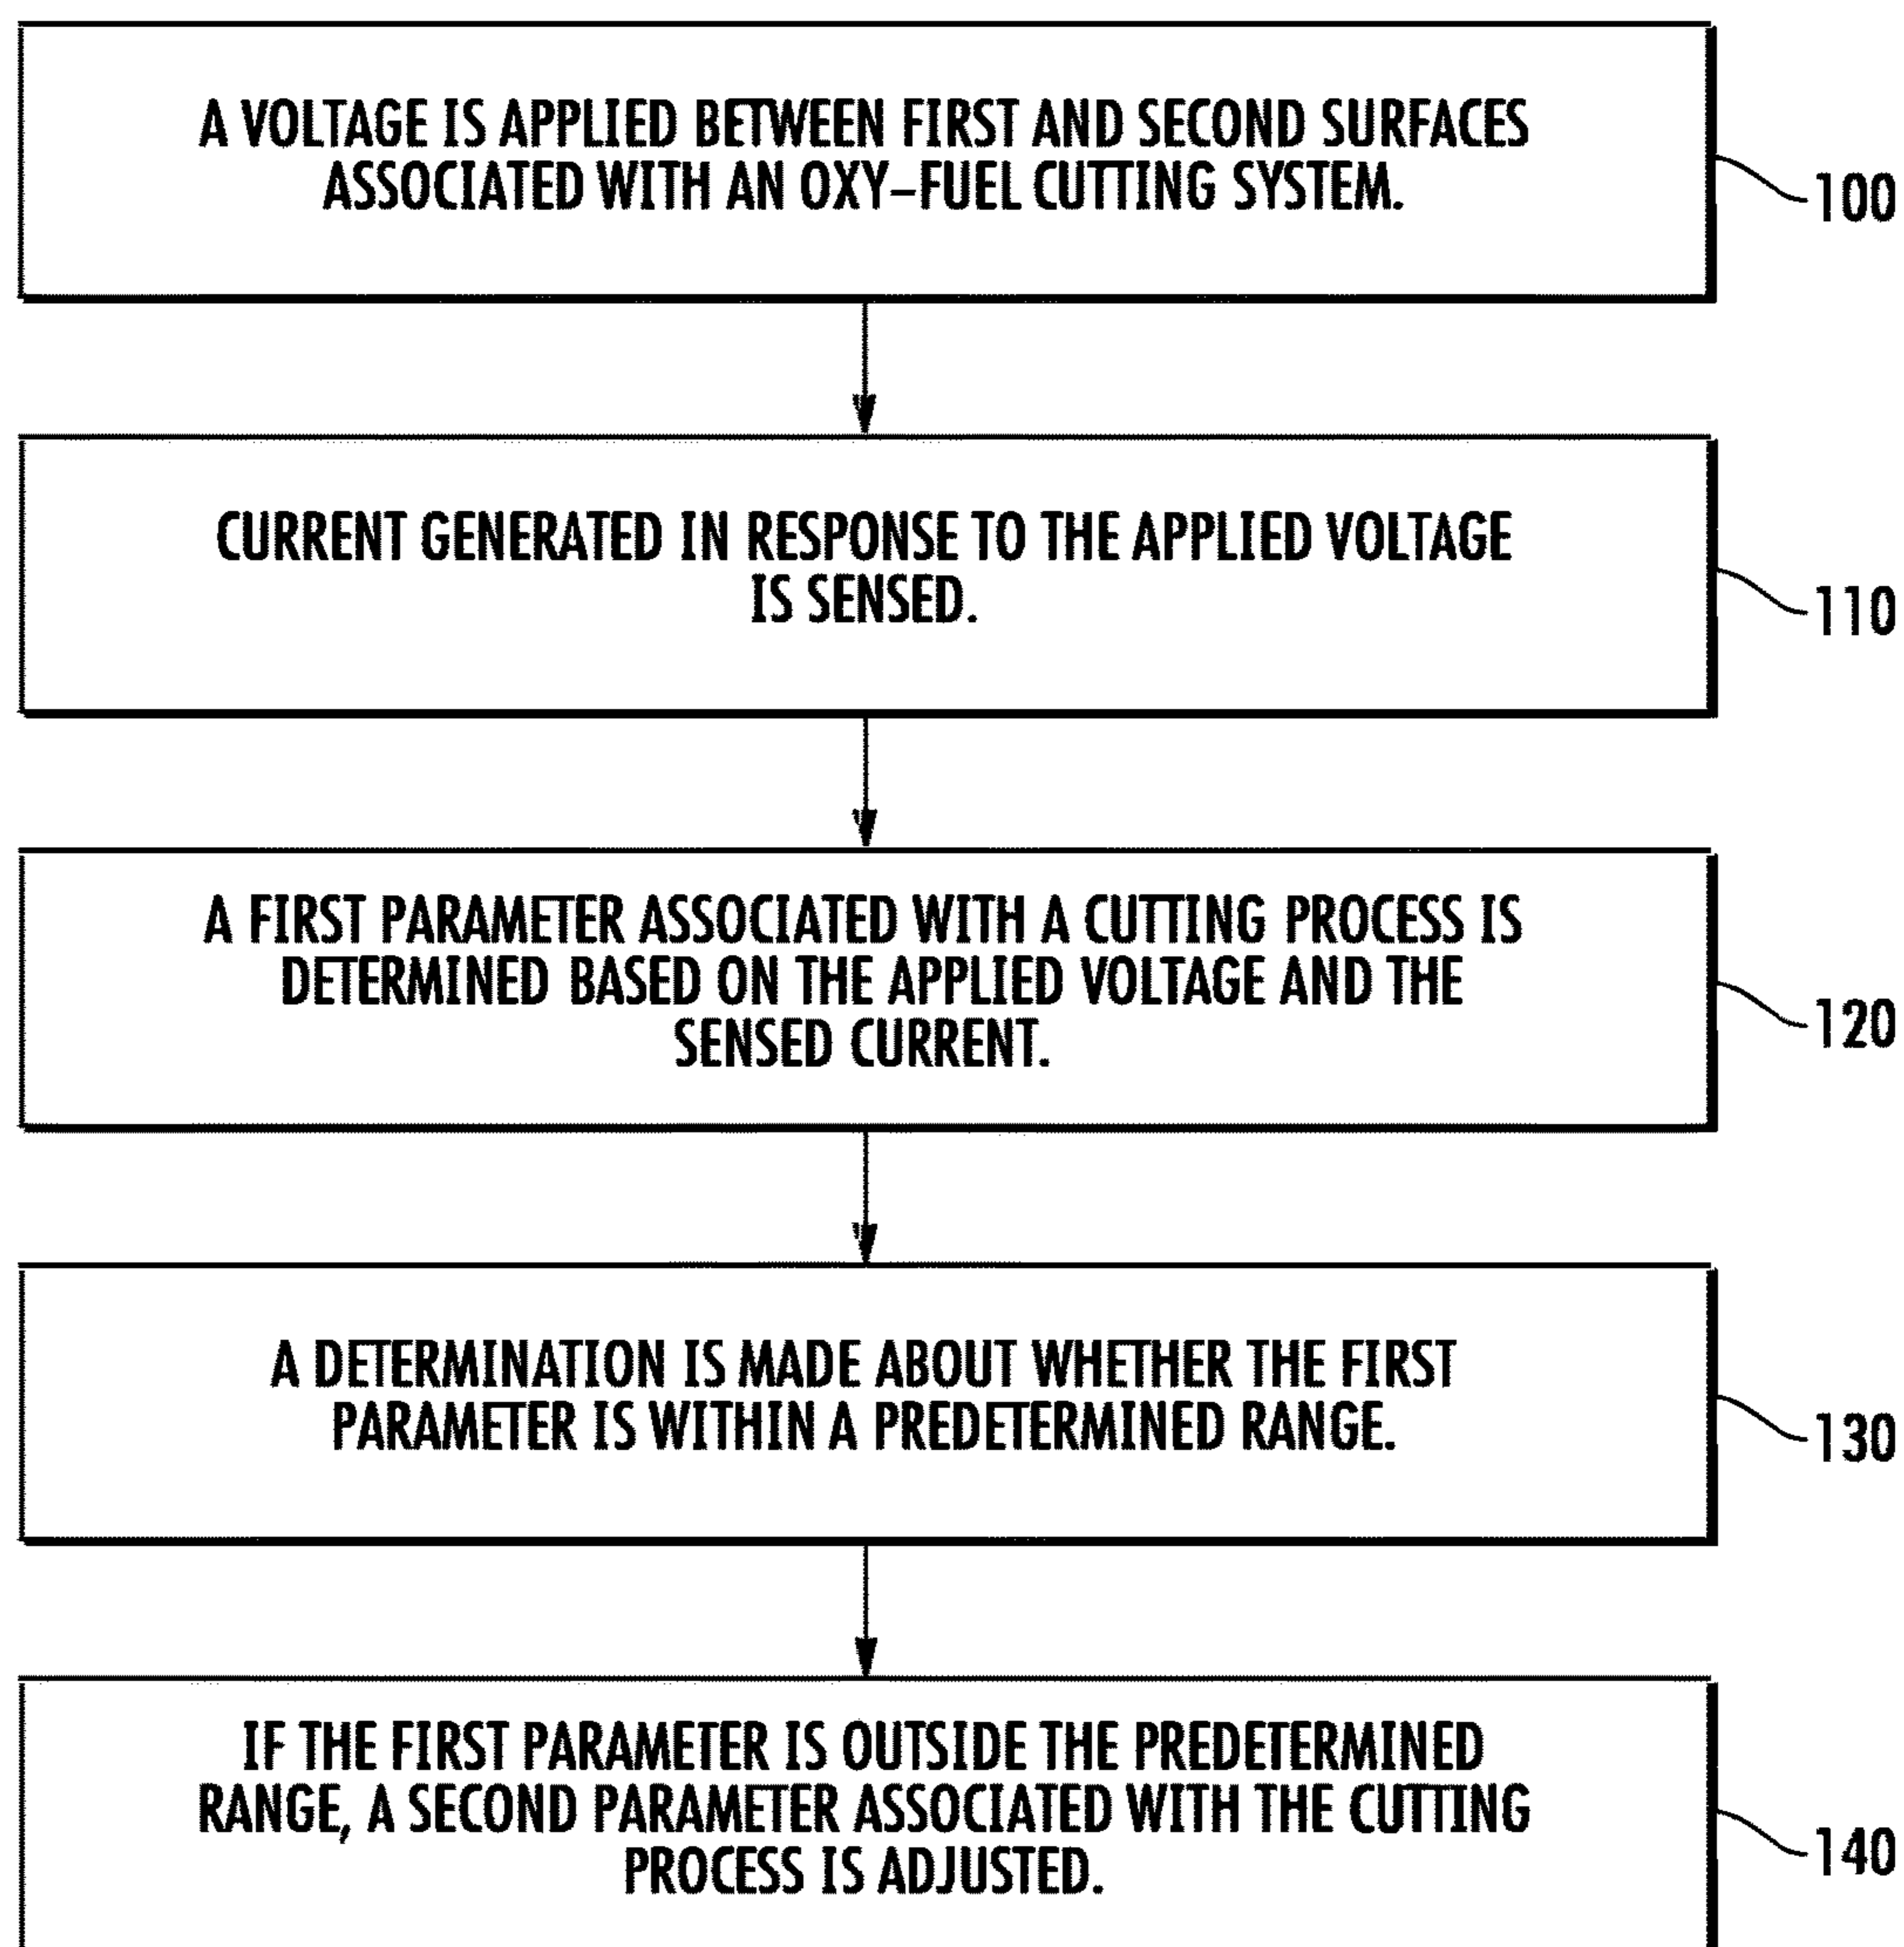 A VOLTAGE IS APPLIED BETWEEN FIRST AND SECOND SURFACES
ASSOCIATED WITH AN OXY-FUEL CUTTING SYSTEM.
100
CURRENT GENERATED IN RESPONSE TO THE APPLIED VOLTAGE
IS SENSED.
110
A FIRST PARAMETER ASSOCIATED WITH A CUTTING PROCESS IS
DETERMINED BASED ON THE APPLIED VOLTAGE AND THE
SENSED CURRENT.
120
A DETERMINATION IS MADE ABOUT WHETHER THE FIRST
PARAMETER IS WITHIN A PREDETERMINED RANGE.
130
IF THE FIRST PARAMETER IS OUTSIDE THE PREDETERMINED
RANGE, A SECOND PARAMETER ASSOCIATED WITH THE CUTTING
PROCESS IS ADJUSTED.
140